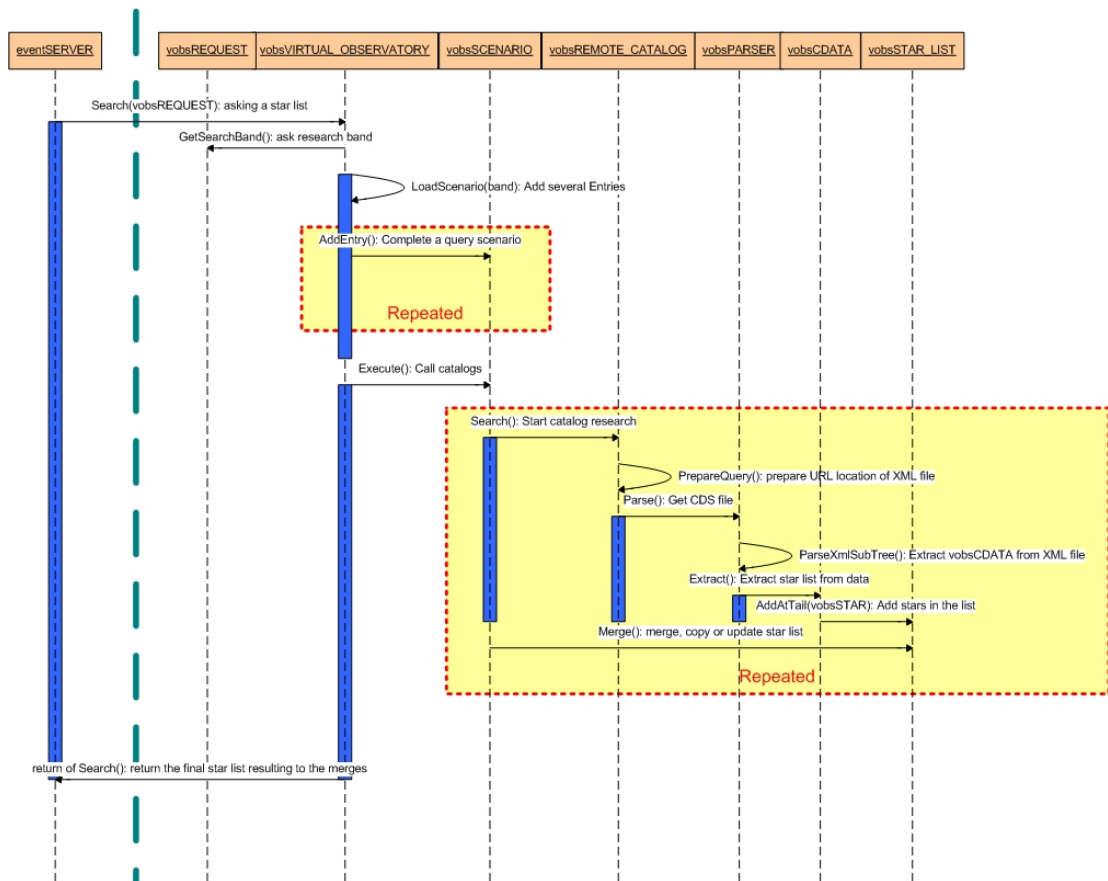 eventSERVER
vobsREQUEST
vobsVIRTUAL_OBSERVATORY
vobsSCENARIO
vobsREMOTE_CATALOG
vobsPARSER
vobsCDATA
vobsSTAR_LIST
Search(vobsREQUEST): asking a star list
GetSearchBand(): ask research band
LoadScenario(band): Add several Entries
AddEntry(): Complete a query scenario
Repeated
Execute(): Call catalogs
Search(): Start catalog research
PrepareQuery(): prepare URL location of XML file
Parse(): Get CDS file
ParseXmlSubTree(): Extract vobsCDATA from XML file
Extract(): Extract star list from data
AddAtTail(vobsSTAR): Add stars in the list
Merge(): merge, copy or update star list
Repeated
return of Search(): return the final star list resulting to the merges